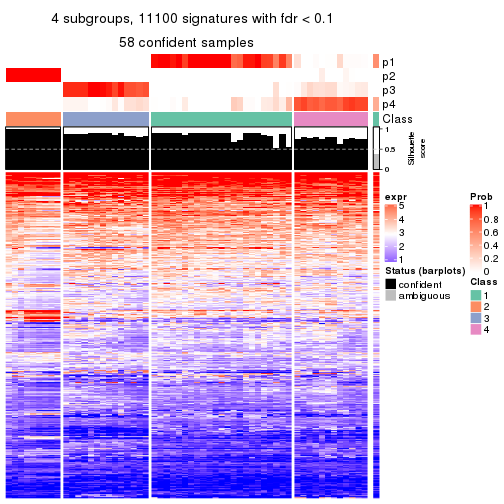 4 subgroups, 11100 signatures with fdr < 0.1
58 confident samples
p1
p2
p3
p4
Class
1
0.5
0
Silhouette
score
expr
5
4
3
2
1
Status (barplots)
confident
ambiguous
Prob
1
0.8
0.6
0.4
0.2
0
Class
1
2
3
4